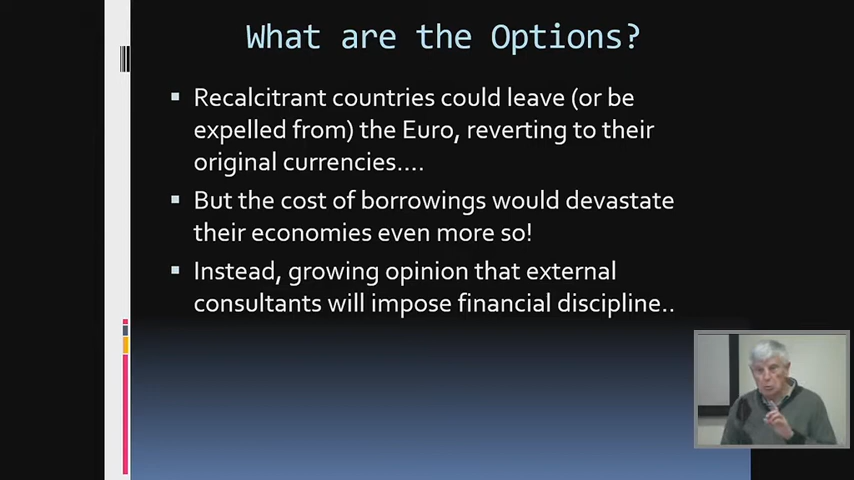 What are the Options?
Recalcitrant countries could leave (or be
expelled from) the Euro, reverting to their
original currencies....
But the cost of borrowings would devastate
their economies even more so!
Instead, growing opinion that external
consultants will impose financial discipline..